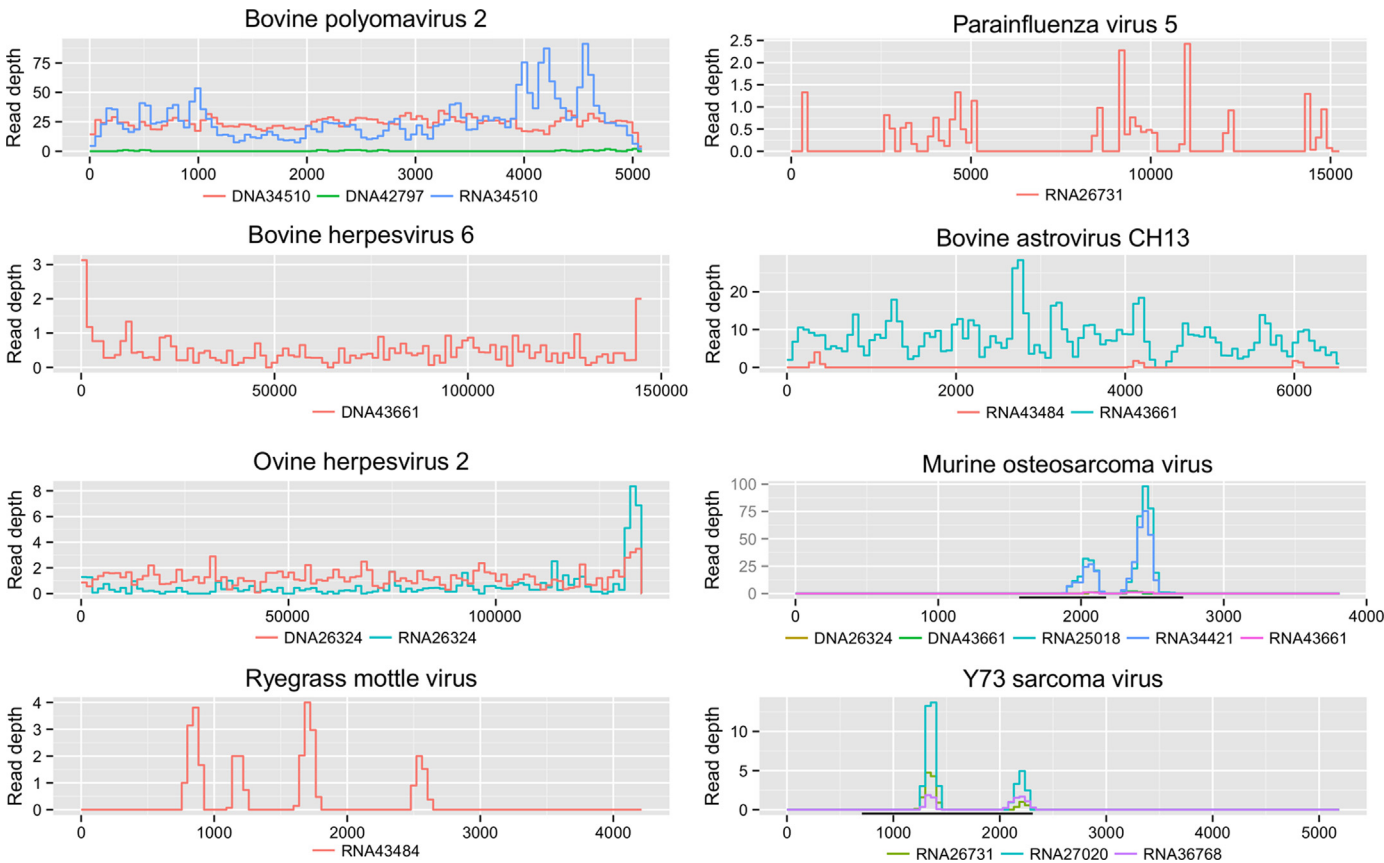 Bovine polyomavirus 2
Read depth
75
50
25
0
0 1000 2000 3000 4000 5000
DNA34510 DNA42797 RNA34510
Parainfluenza virus 5
Read depth
2.5
2.0
1.5
1.0
0.5
0.0
0 5000 10000 15000
RNA26731
Bovine herpesvirus 6
Read depth
3
2
1
0
0 50000 100000 150000
DNA43661
Bovine astrovirus CH13
Read depth
20
10
0
0 2000 4000 6000
RNA43484 RNA43661
Ovine herpesvirus 2
Read depth
8
6
4
2
0
0 50000 100000
DNA26324 RNA26324
Murine osteosarcoma virus
Read depth
100
75
50
25
0
0 1000 2000 3000 4000
DNA26324 DNA43661 RNA25018 RNA34421 RNA43661
Ryegrass mottle virus
Read depth
4
3
2
1
0
0 1000 2000 3000 4000
RNA43484
Y73 sarcoma virus
Read depth
10
5
0
0 1000 2000 3000 4000 5000
RNA26731 RNA27020 RNA36768